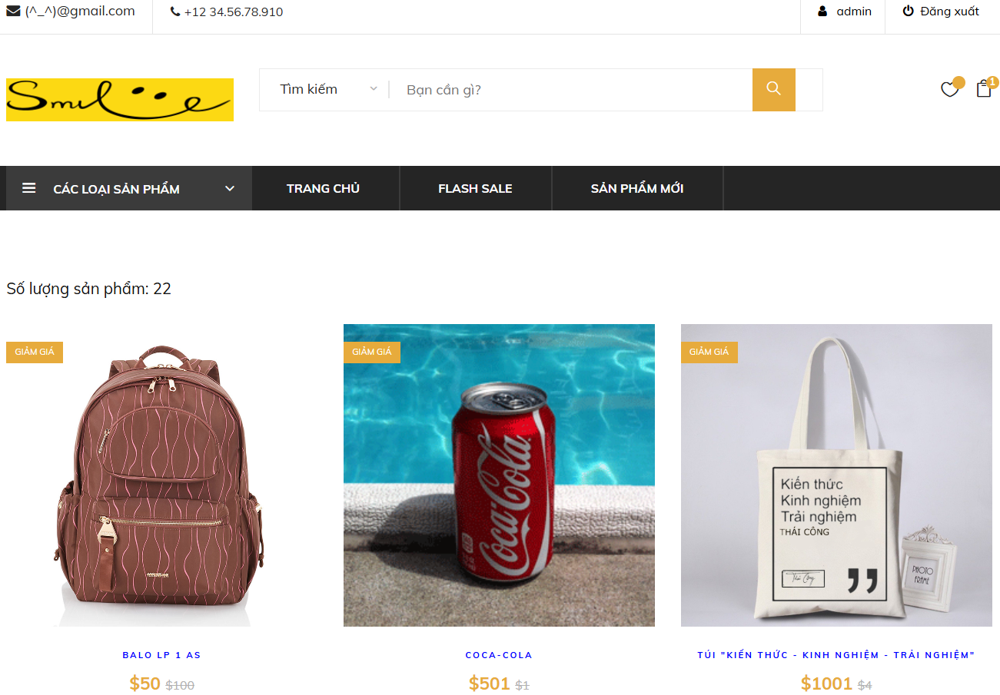 (^_^)@gmail.com
+12 34.56.78.910
admin
Đăng xuất
Smile
Tìm kiếm
Bạn cần gì?
1
CÁC LOẠI SẢN PHẨM
TRANG CHỦ
FLASH SALE
SẢN PHẨM MỚI
Số lượng sản phẩm: 22
GIẢM GIÁ
GIẢM GIÁ
Coca-Cola
GIẢM GIÁ
Kiến thức
Kinh nghiệm
Trải nghiệm
THÁI CÔNG
Thái Công
PHOTO
FRAME
BALO LP 1 AS
$50 $100
COCA-COLA
$501 $1
TÚI "KIẾN THỨC - KINH NGHIỆM - TRẢI NGHIỆM"
$1001 $4